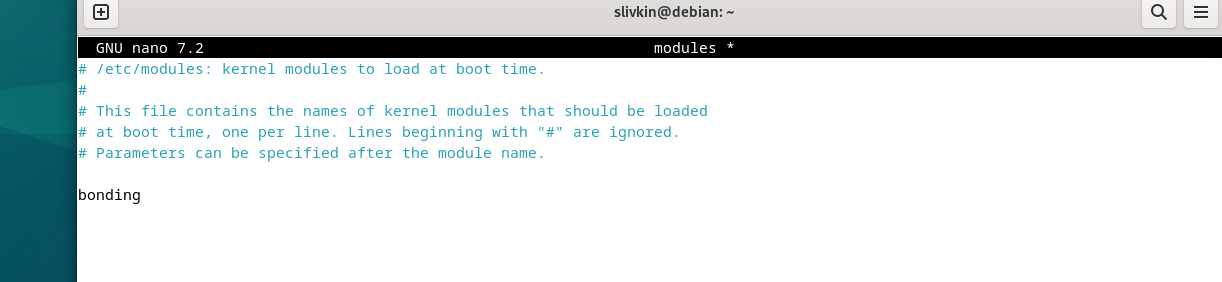 slivkin@debian: ~
GNU nano 7.2 modules *
# /etc/modules: kernel modules to load at boot time.
#
# This file contains the names of kernel modules that should be loaded
# at boot time, one per line. Lines beginning with "#" are ignored.
# Parameters can be specified after the module name.
bonding